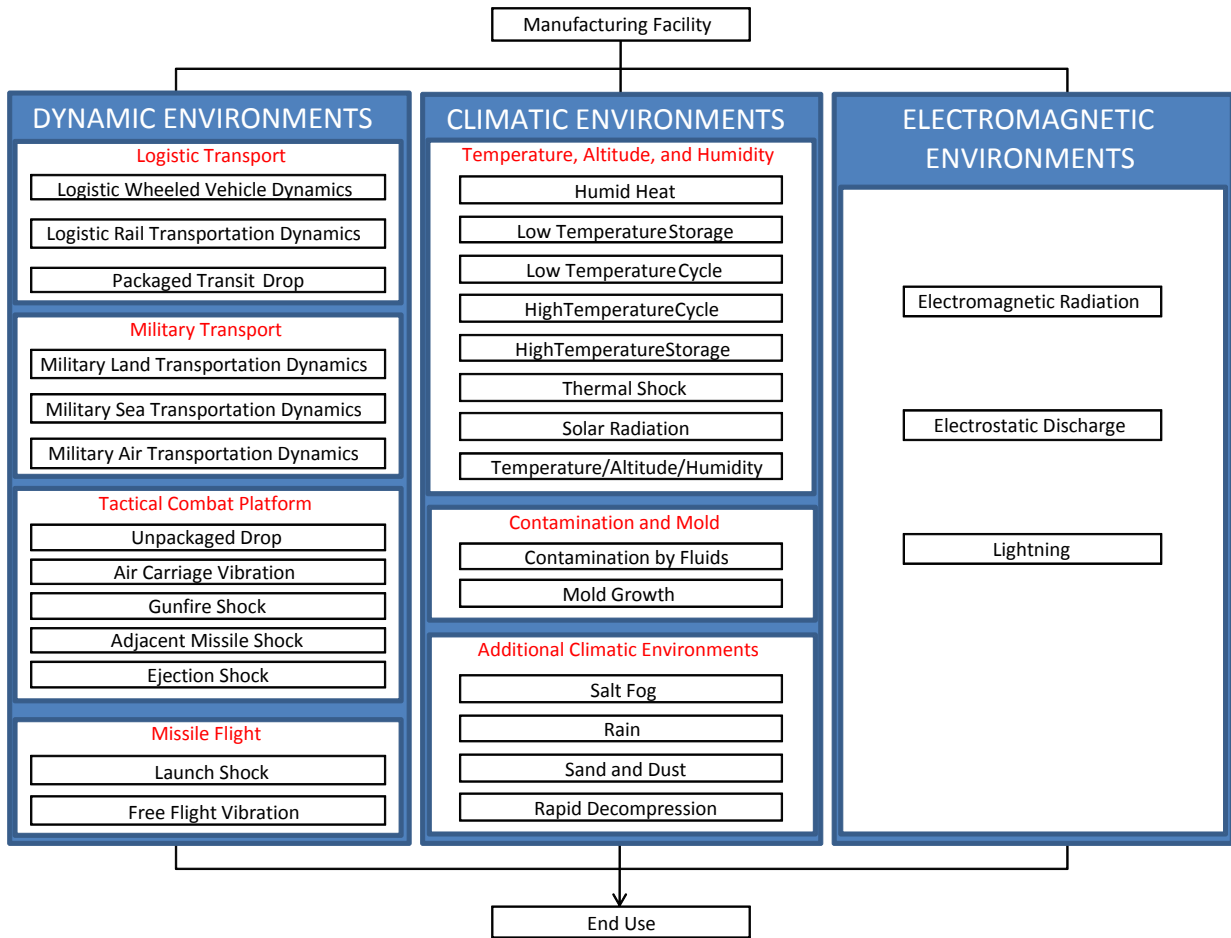 Manufacturing Facility
DYNAMIC ENVIRONMENTS
Logistic Transport
Logistic Wheeled Vehicle Dynamics
Logistic Rail Transportation Dynamics
Packaged Transit Drop
Military Transport
Military Land Transportation Dynamics
Military Sea Transportation Dynamics
Military Air Transportation Dynamics
Tactical Combat Platform
Unpackaged Drop
Air Carriage Vibration
Gunfire Shock
Adjacent Missile Shock
Ejection Shock
Missile Flight
Launch Shock
Free Flight Vibration
CLIMATIC ENVIRONMENTS
Temperature, Altitude, and Humidity
Humid Heat
Low TemperatureStorage
Low TemperatureCycle
HighTemperatureCycle
HighTemperatureStorage
Thermal Shock
Solar Radiation
Temperature/Altitude/Humidity
Contamination and Mold
Contamination by Fluids
Mold Growth
Additional Climatic Environments
Salt Fog
Rain
Sand and Dust
Rapid Decompression
ELECTROMAGNETIC
ENVIRONMENTS
Electromagnetic Radiation
Electrostatic Discharge
Lightning
End Use